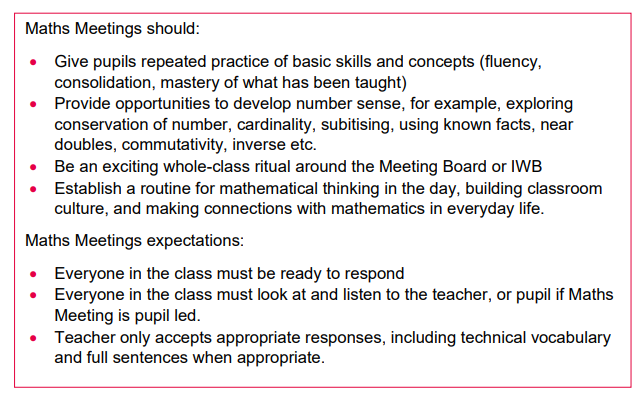 Maths Meetings should:
• Give pupils repeated practice of basic skills and concepts (fluency,
consolidation, mastery of what has been taught)
• Provide opportunities to develop number sense, for example, exploring
conservation of number, cardinality, subitising, using known facts, near
doubles, commutativity, inverse etc.
• Be an exciting whole-class ritual around the Meeting Board or IWB
• Establish a routine for mathematical thinking in the day, building classroom
culture, and making connections with mathematics in everyday life.
Maths Meetings expectations:
• Everyone in the class must be ready to respond
• Everyone in the class must look at and listen to the teacher, or pupil if Maths
Meeting is pupil led.
• Teacher only accepts appropriate responses, including technical vocabulary
and full sentences when appropriate.